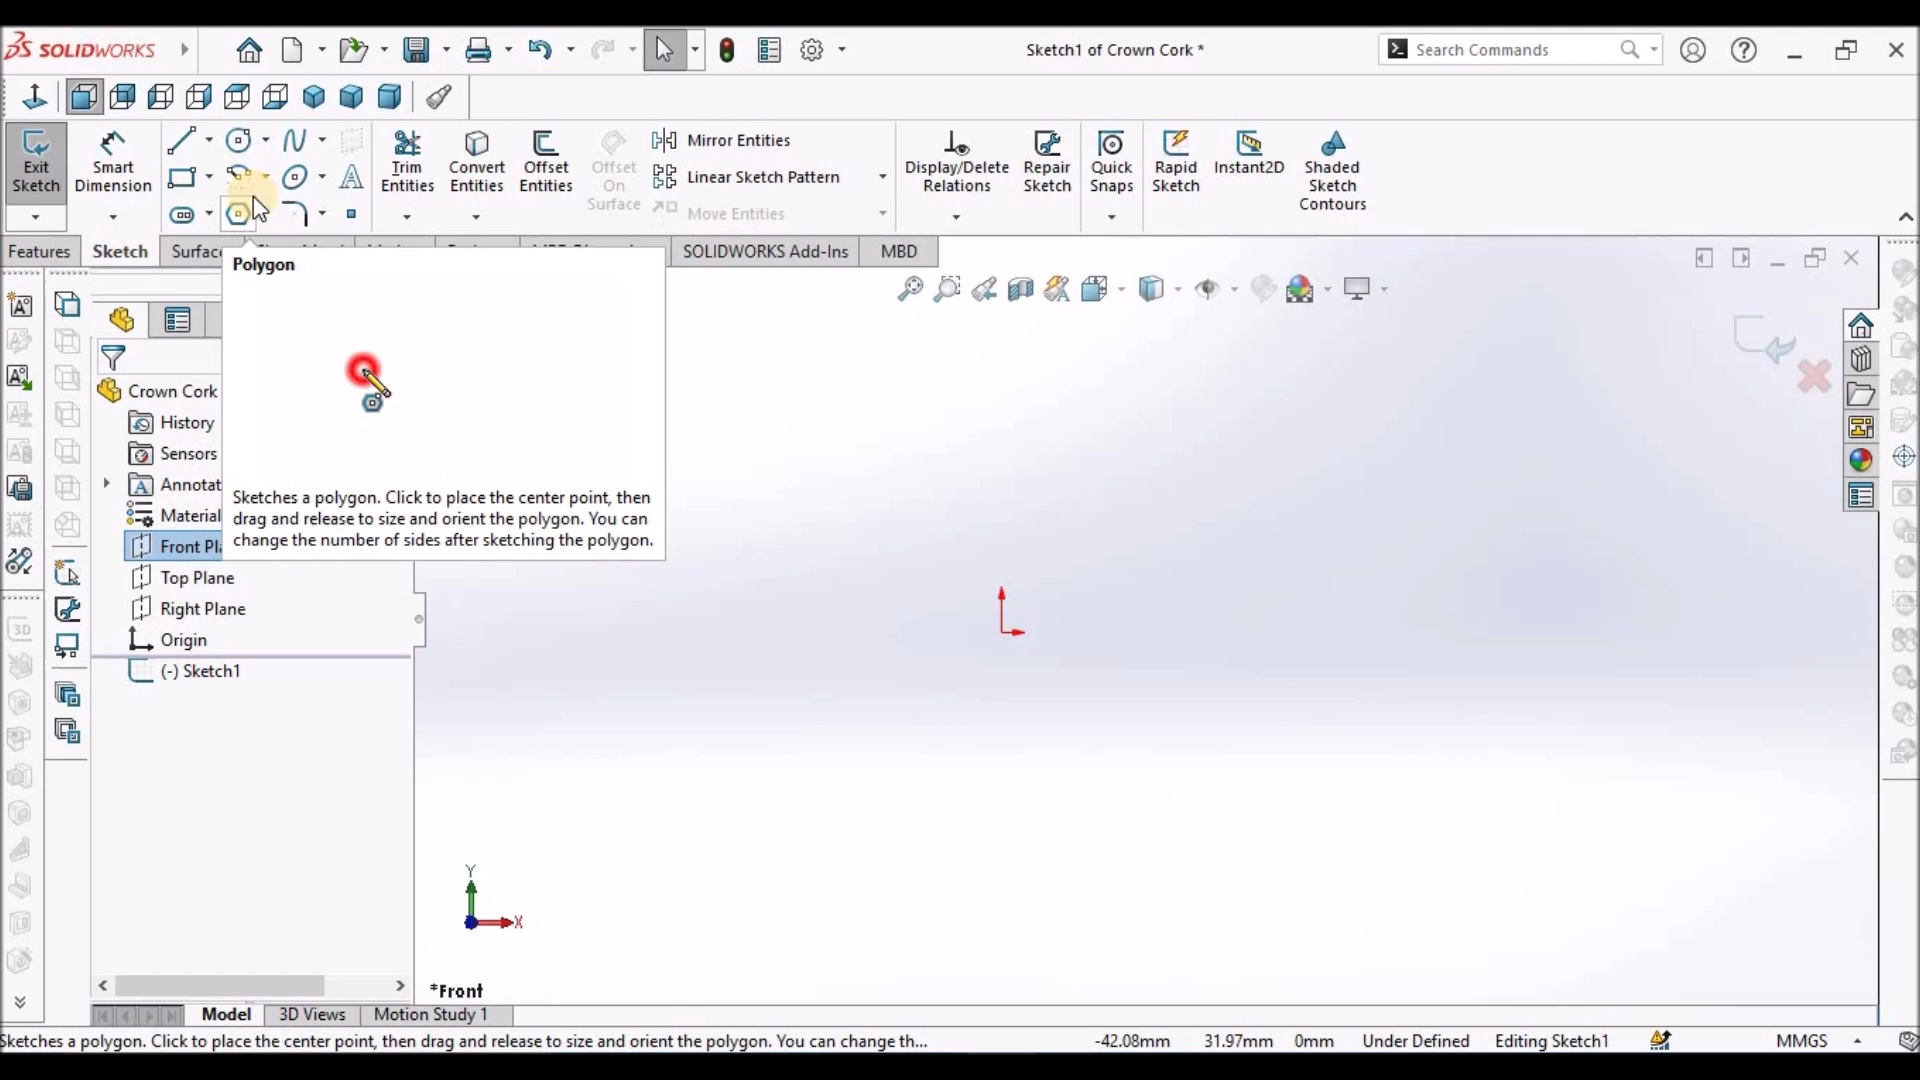 SOLIDWORKS
Sketch1 of Crown Cork *
Search Commands
Exit Sketch
Smart Dimension
Trim Entities
Convert Entities
Offset Entities
Offset On Surface
Mirror Entities
Linear Sketch Pattern
Move Entities
Display/Delete Relations
Repair Sketch
Quick Snaps
Rapid Sketch
Instant2D
Shaded Sketch Contours
Features
Sketch
Surfac
SOLIDWORKS Add-Ins
MBD
Polygon
Sketches a polygon. Click to place the center point, then
drag and release to size and orient the polygon. You can
change the number of sides after sketching the polygon.
Crown Cork
History
Sensors
Annotat
Material
Front Pla
Top Plane
Right Plane
Origin
(-) Sketch1
Y
X
*Front
Model
3D Views
Motion Study 1
Sketches a polygon. Click to place the center point, then drag and release to size and orient the polygon. You can change th...
-42.08mm
31.97mm
0mm
Under Defined
Editing Sketch1
MMGS